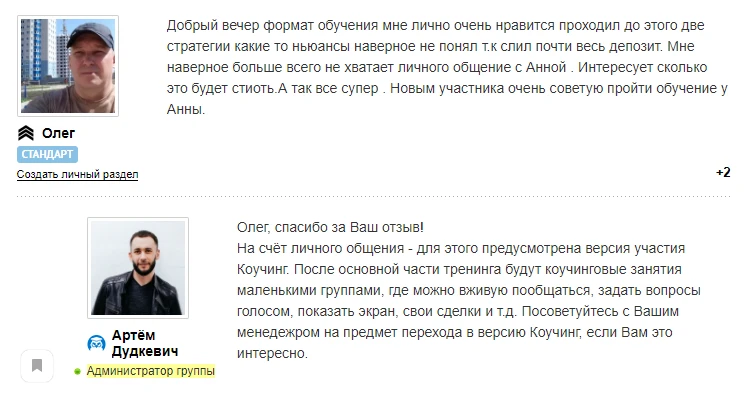 Добрый вечер формат обучения мне лично очень нравится проходил до этого две
стратегии какие то ньюансы наверное не понял т.к слил почти весь депозит. Мне
наверное больше всего не хватает личного общение с Анной . Интересует сколько
это будет стиоть.А так все супер . Новым участника очень советую пройти обучение у
Анны.
Олег
СТАНДАРТ
Создать личный раздел
+2
Олег, спасибо за Ваш отзыв!
На счёт личного общения - для этого предусмотрена версия участия
Коучинг. После основной части тренинга будут коучинговые занятия
маленькими группами, где можно вживую пообщаться, задать вопросы
голосом, показать экран, свои сделки и т.д. Посоветуйтесь с Вашим
менедежром на предмет перехода в версию Коучинг, если Вам это
интересно.
Артём
Дудкевич
Администратор группы